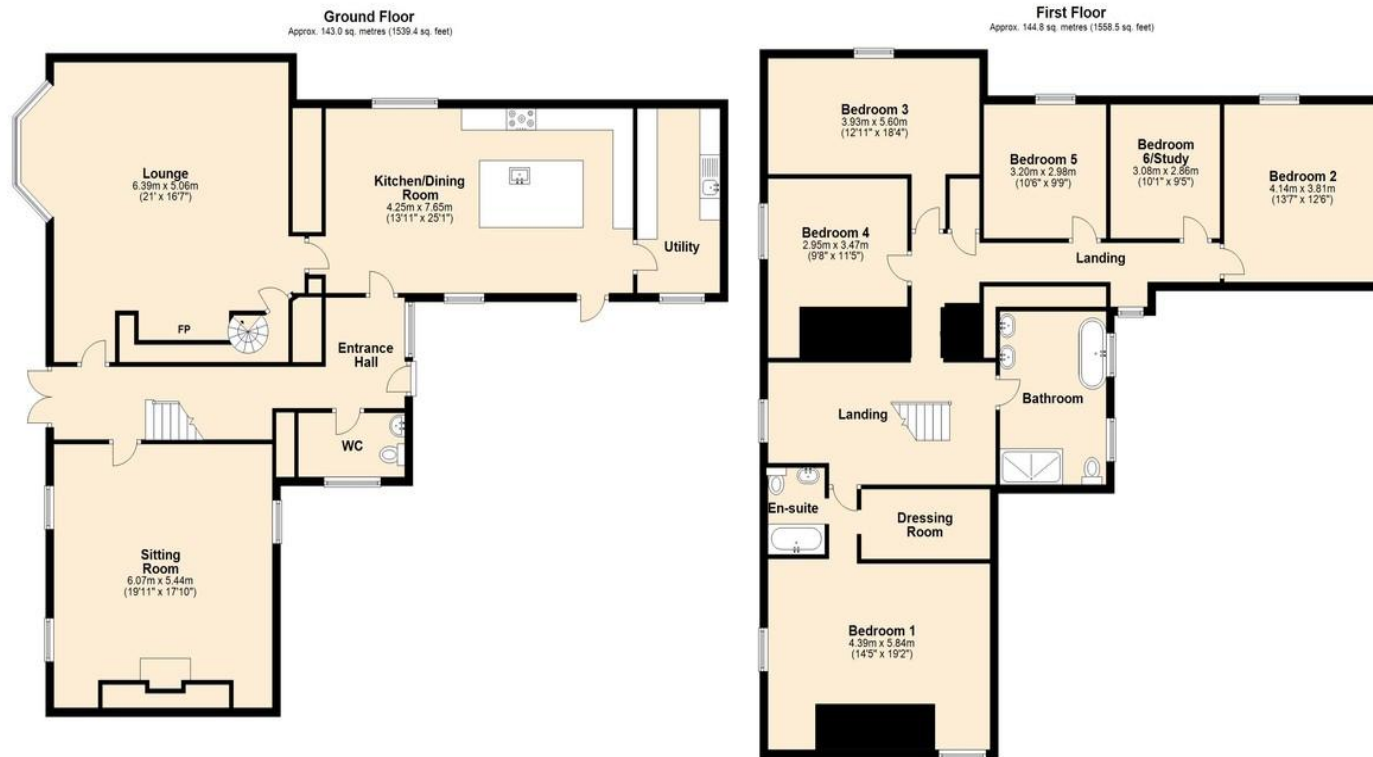 Ground Floor
Approx. 143.0 sq. metres (1539.4 sq. feet)
Lounge
6.39m x 5.06m
(21' x 16'7")
Kitchen/Dining
Room
4.25m x 7.65m
(13'11" x 25'1")
Utility
FP
Entrance
Hall
WC
Sitting
Room
6.07m x 5.44m
(19'11" x 17'10")
First Floor
Approx. 144.8 sq. metres (1558.5 sq. feet)
Bedroom 3
3.93m x 5.60m
(12'11" x 18'4")
Bedroom 5
3.20m x 2.98m
(10'6" x 9'9")
Bedroom
6/Study
3.08m x 2.86m
(10'1" x 9'5")
Bedroom 2
4.14m x 3.81m
(13'7" x 12'6")
Bedroom 4
2.95m x 3.47m
(9'8" x 11'5")
Landing
Bathroom
Landing
En-suite
Dressing
Room
Bedroom 1
4.39m x 5.84m
(14'5" x 19'2")